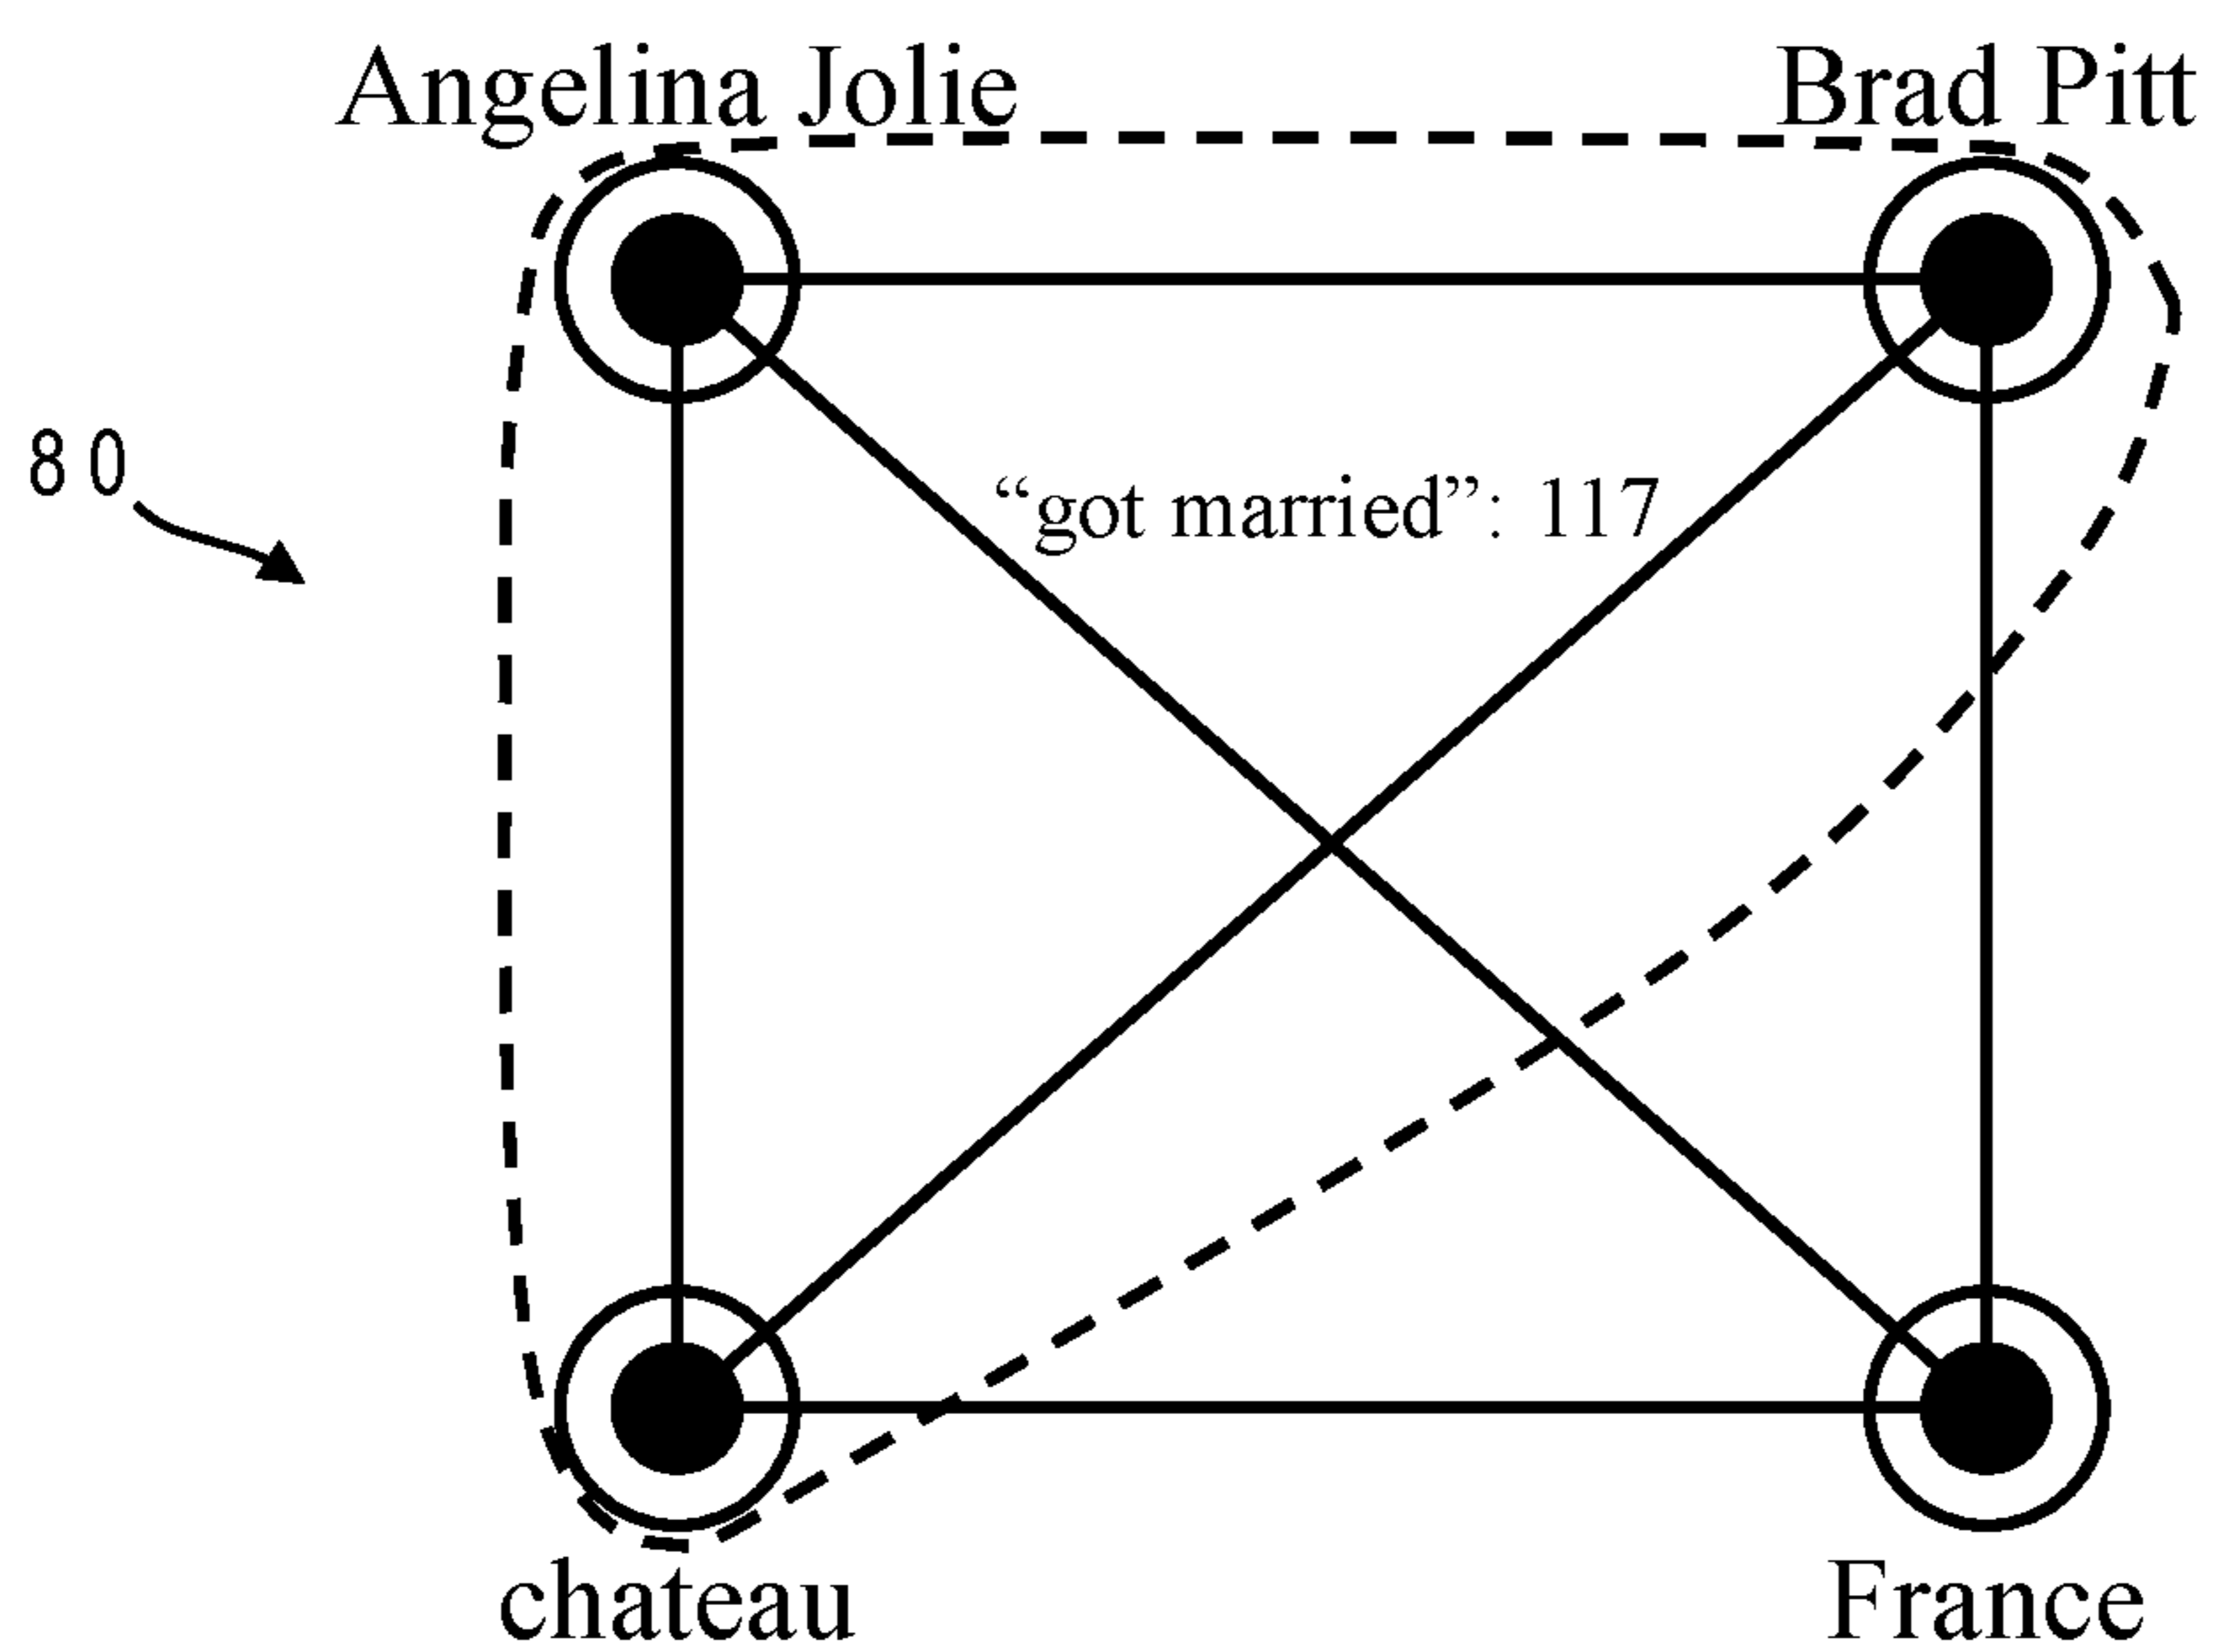 Angelina Jolie
Brad Pitt
80
“got married”: 117
chateau
France